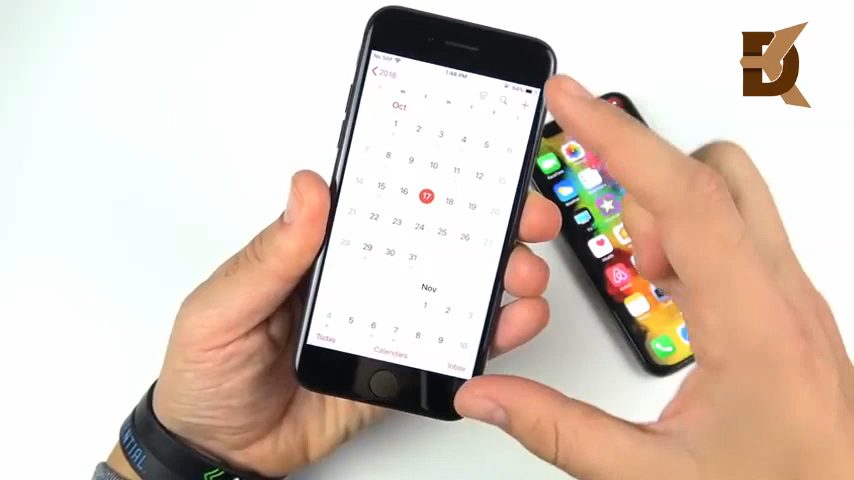 No SIM 1:48 PM 64%
2018
Oct
1 2 3 4 5 6
7 8 9 10 11 12 13
14 15 16 17 18 19 20
21 22 23 24 25 26 27
28 29 30 31
Nov
1 2 3
4 5 6 7 8 9 10
Today Calendars Inbox
NTIAL
D